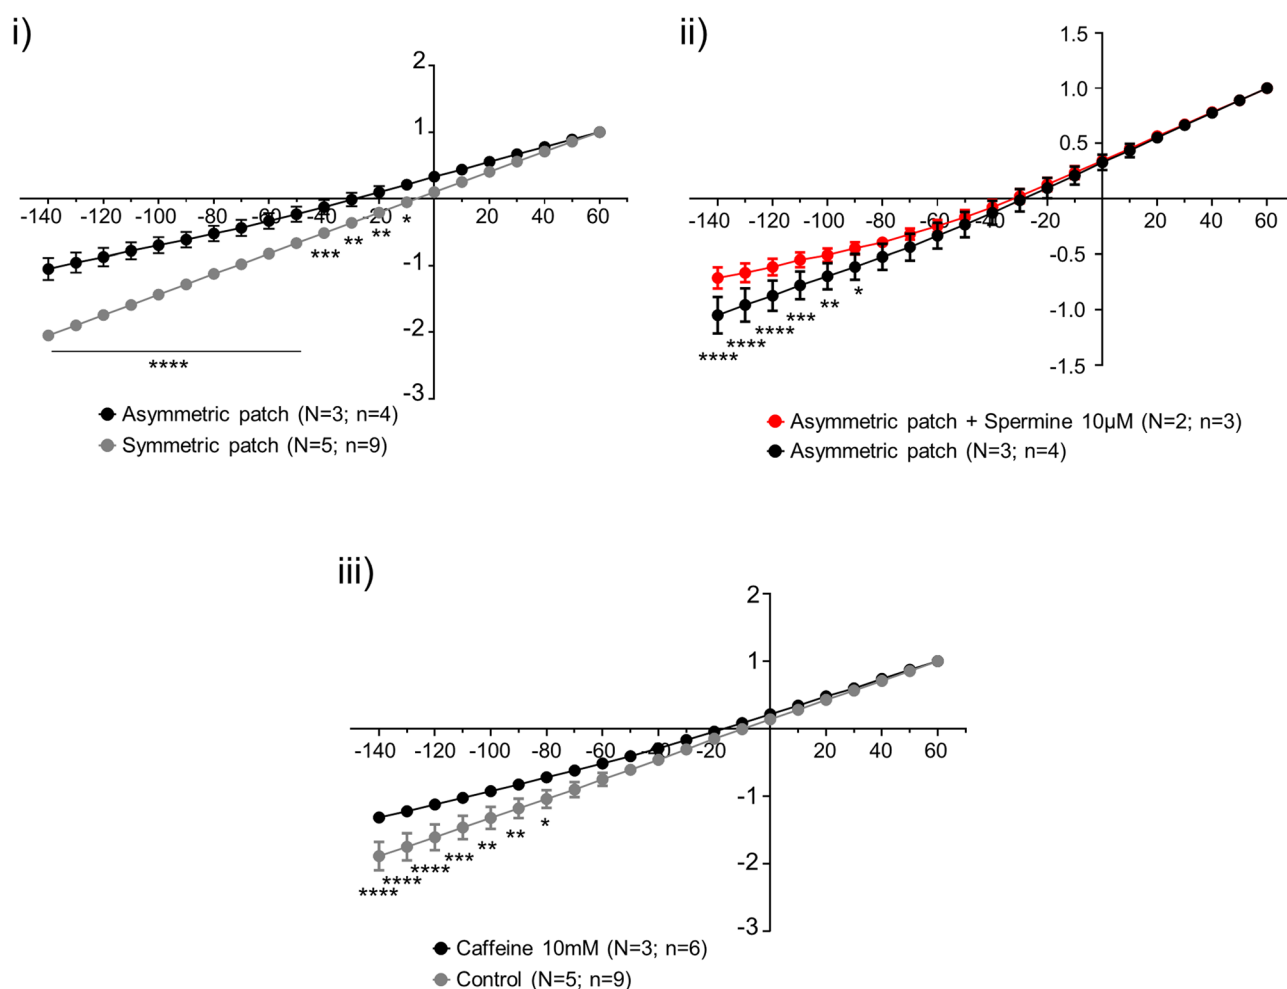 i)
2
1
-140 -100 -80 -60 -40 20 20 40 60
*
** **
***
-1
-2
****
-3
Asymmetric patch (N=3; n=4)
Symmetric patch (N=5; n=9)
ii)
1.5
1.0
0.5
-140 -120 -100 -80 -60 -40 -20 20 40 60
-0.5
*
**
***
****
-1.0
****
****
-1.5
Asymmetric patch + Spermine 10µM (N=2; n=3)
Asymmetric patch (N=3; n=4)
iii)
2
1
-140 -120 -100 -80 -60 -40 -20 20 40 60
-1
*
**
**
***
****
****
****
-2
-3
Caffeine 10mM (N=3; n=6)
Control (N=5; n=9)